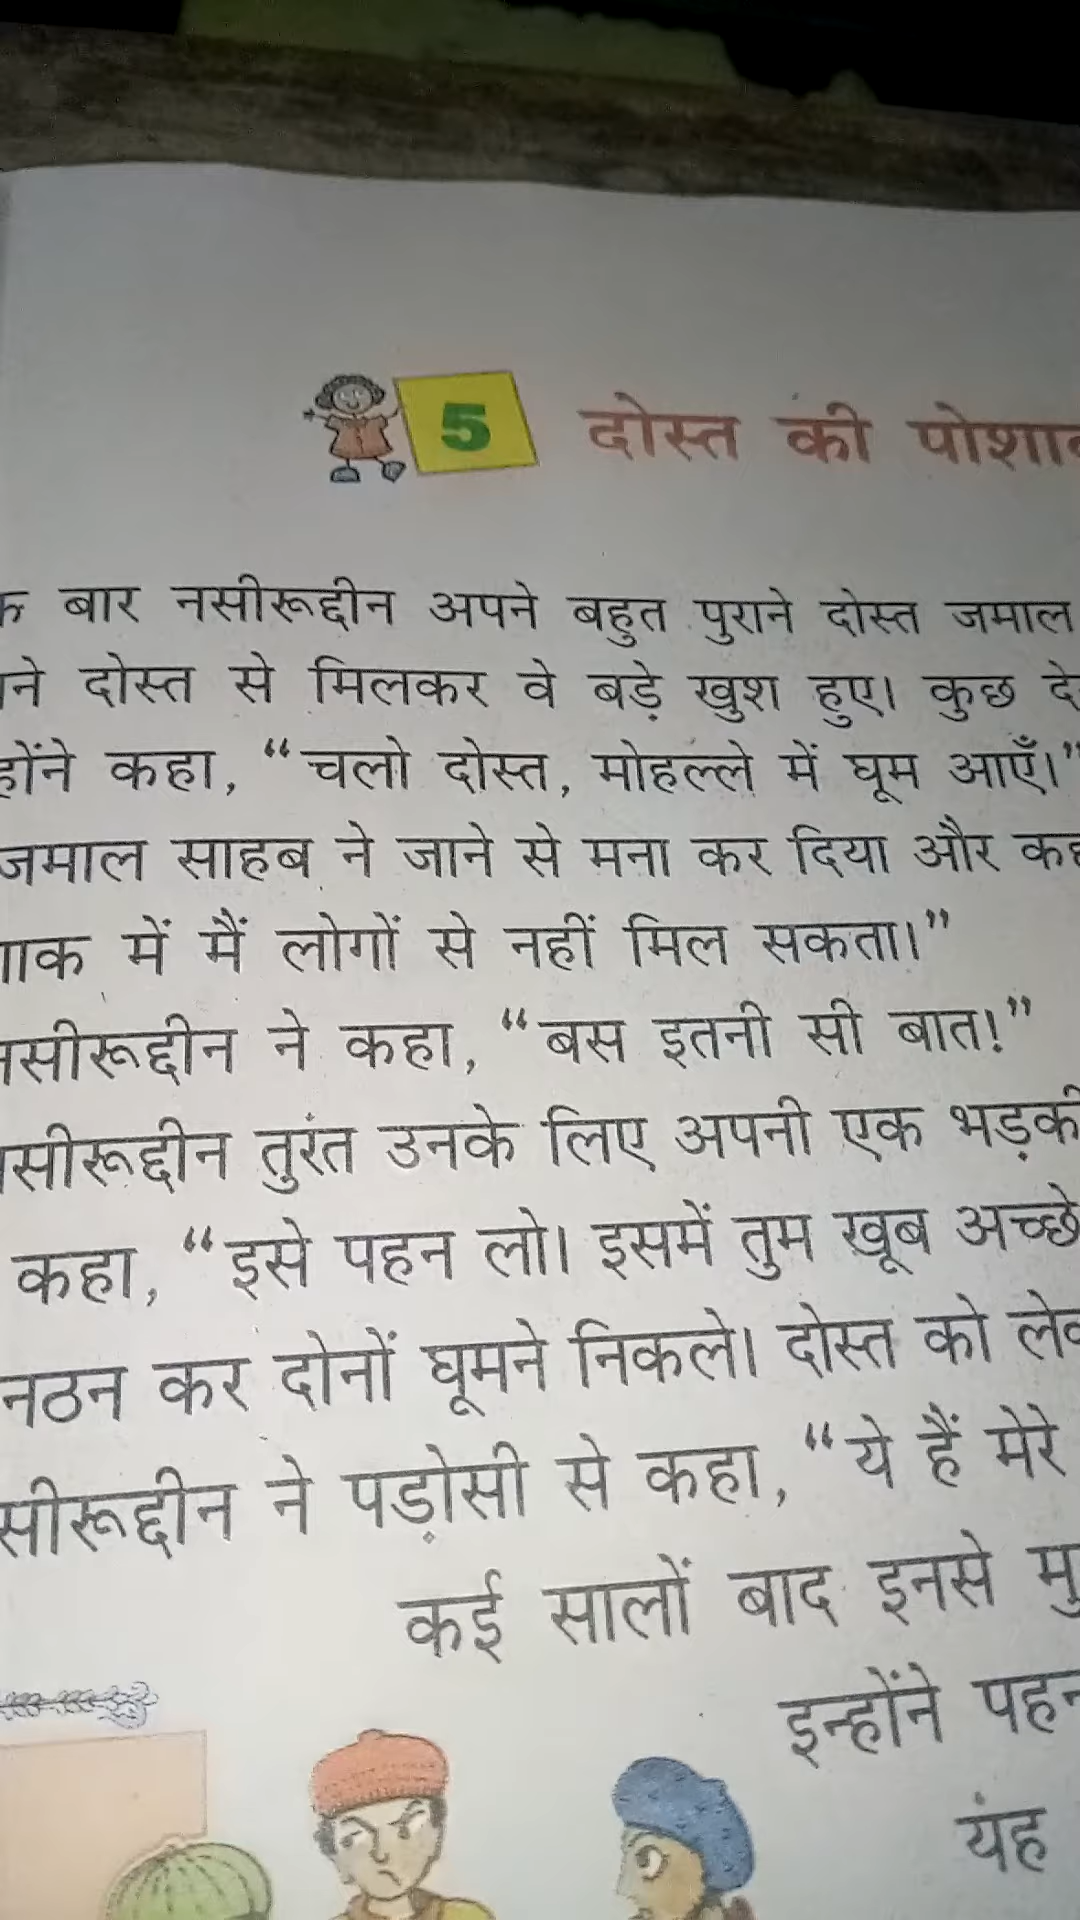 5 दोस्त की
बार नसीरूद्दीन अपने बहुत पुराने दोस्त जमाल
दोस्त से मिलकर वे बड़े खुश हुए। कुछ
कहा, “चलो दोस्त, मोहल्ले में घूम आएँ।”
जमाल साहब ने जाने से मना कर दिया और
में मैं लोगों से नहीं मिल सकता।”
ने कहा, “बस इतनी सी बात!”
तुरंत उनके लिए अपनी एक
कहा, “इसे पहन लो। इसमें तुम खूब अच्छे
कर दोनों घूमने निकले। दोस्त को
ने पड़ोसी से कहा, “ये हैं मेरे
कई सालों बाद इनसे
इन्होंने
यह